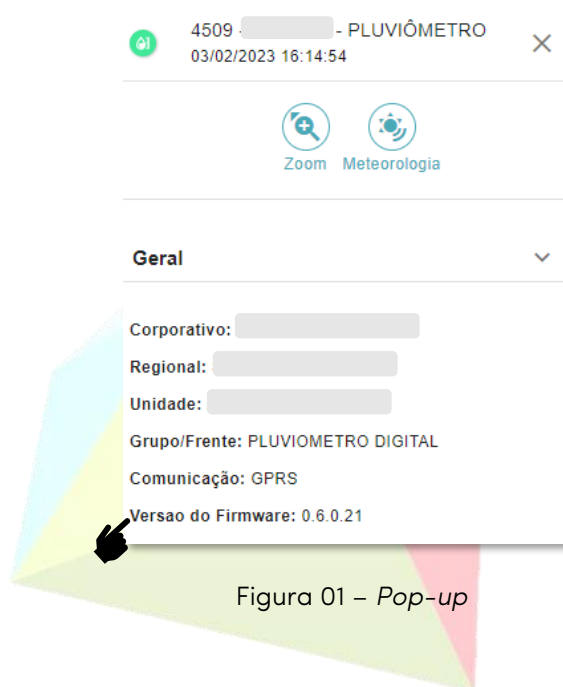 4509 - - PLUVIÔMETRO
03/02/2023 16:14:54
Zoom Meteorologia
Geral
Corporativo:
Regional:
Unidade:
Grupo/Frente: PLUVIOMETRO DIGITAL
Comunicação: GPRS
Versao do Firmware: 0.6.0.21
Figura 01 – Pop-up